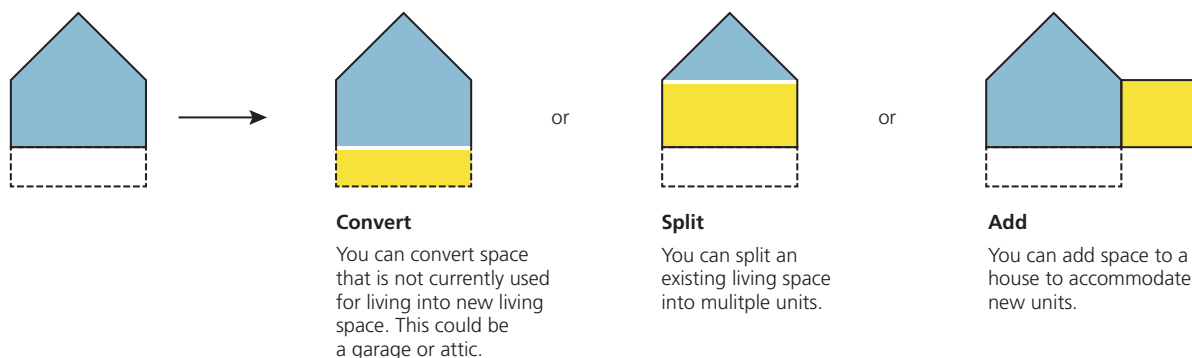 or
or
Convert
You can convert space
that is not currently used
for living into new living
space. This could be
a garage or attic.
Split
You can split an
existing living space
into mulitple units.
Add
You can add space to a
house to accommodate
new units.